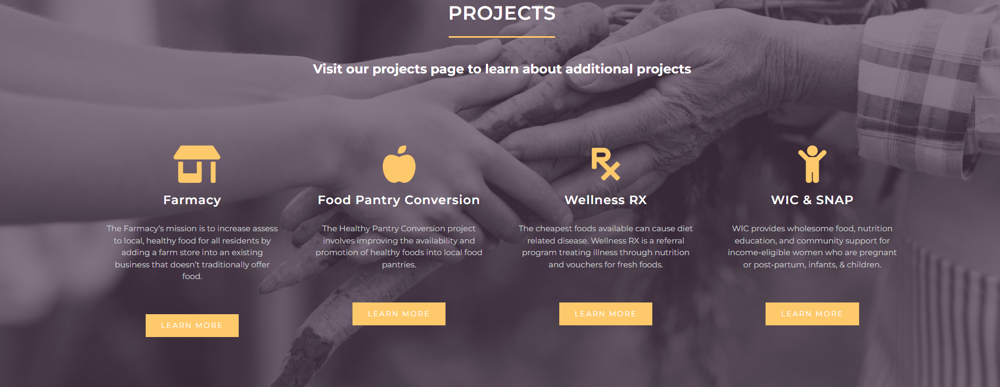 PROJECTS
Visit our projects page to learn about additional projects
Farmacy
The Farmacy's mission is to increase assess
to local, healthy food for all residents by
adding a farm store into an existing
business that doesn't traditionally offer
food.
LEARN MORE
Food Pantry Conversion
The Healthy Pantry Conversion project
involves improving the availability and
promotion of healthy foods into local food
pantries.
LEARN MORE
Rx
Wellness RX
The cheapest foods available can cause diet
related disease. Wellness RX is a referral
program treating illness through nutrition
and vouchers for fresh foods.
LEARN MORE
WIC & SNAP
WIC provides wholesome food, nutrition
education, and community support for
income-eligible women who are pregnant
or post-partum, infants, & children.
LEARN MORE